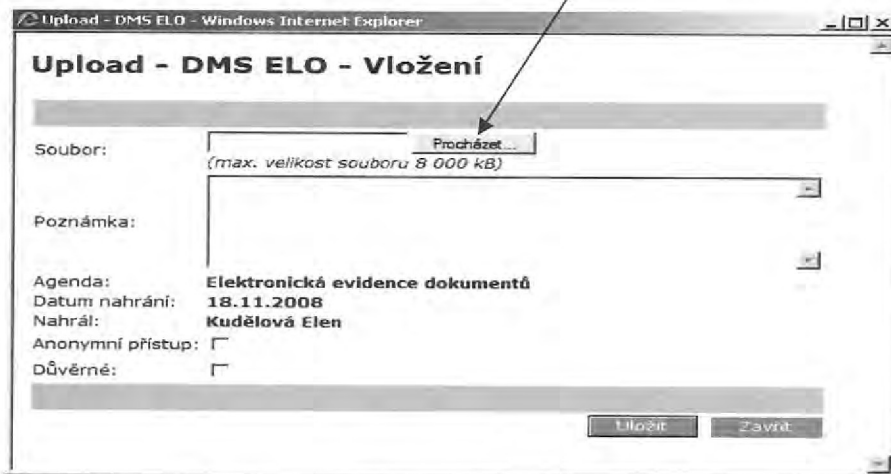 Upload - DMS ELO - Windows Internet Explorer
Upload - DMS ELO - Vložení
Soubor: Procházet...
(max. velikost souboru 8 000 kB)
Poznámka:
Agenda: Elektronická evidence dokumentů
Datum nahrání: 18.11.2008
Nahrál: Kudělová Elen
Anonymní přístup:
Důvěrné:
Uložit Zavřít